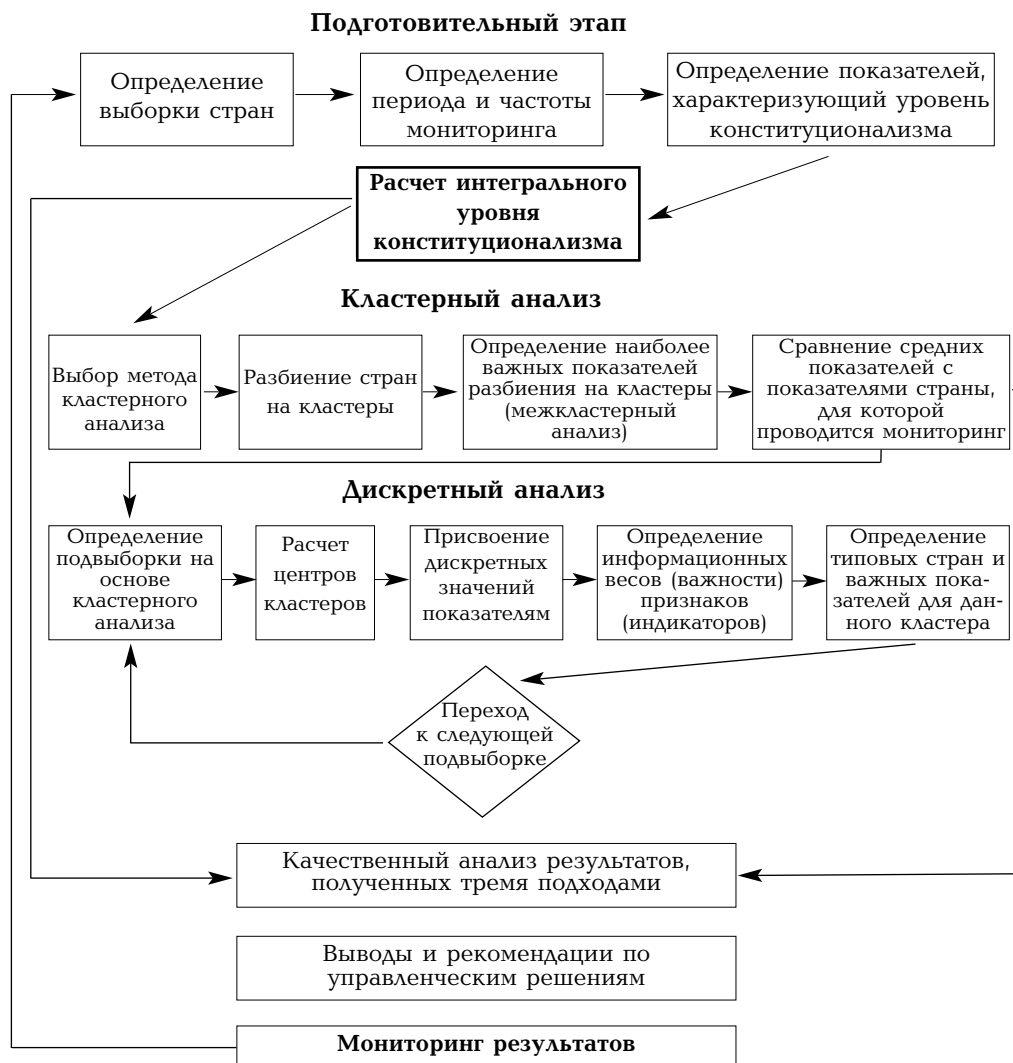 Подготовительный этап
Определение
выборки стран
Определение
периода и частоты
мониторинга
Определение показателей,
характеризующий уровень
конституционализма
Расчет интегрального
уровня
конституционализма
Кластерный анализ
Выбор метода
кластерного
анализа
Разбиение стран
на кластеры
Определение наиболее
важных показателей
разбиения на кластеры
(межкластерный
анализ)
Сравнение средних
показателей с
показателями страны,
для которой
проводится мониторинг
Дискретный анализ
Определение
подвыборки на
основе
кластерного
анализа
Расчет
центров
кластеров
Присвоение
дискретных
значений
показателям
Определение
информационных
весов (важности)
признаков
(индикаторов)
Определение
типовых стран и
важных пока-
зателей для дан-
ного кластера
Переход
к следующей
подвыборке
Качественный анализ результатов,
полученных тремя подходами
Выводы и рекомендации по
управленческим решениям
Мониторинг результатов